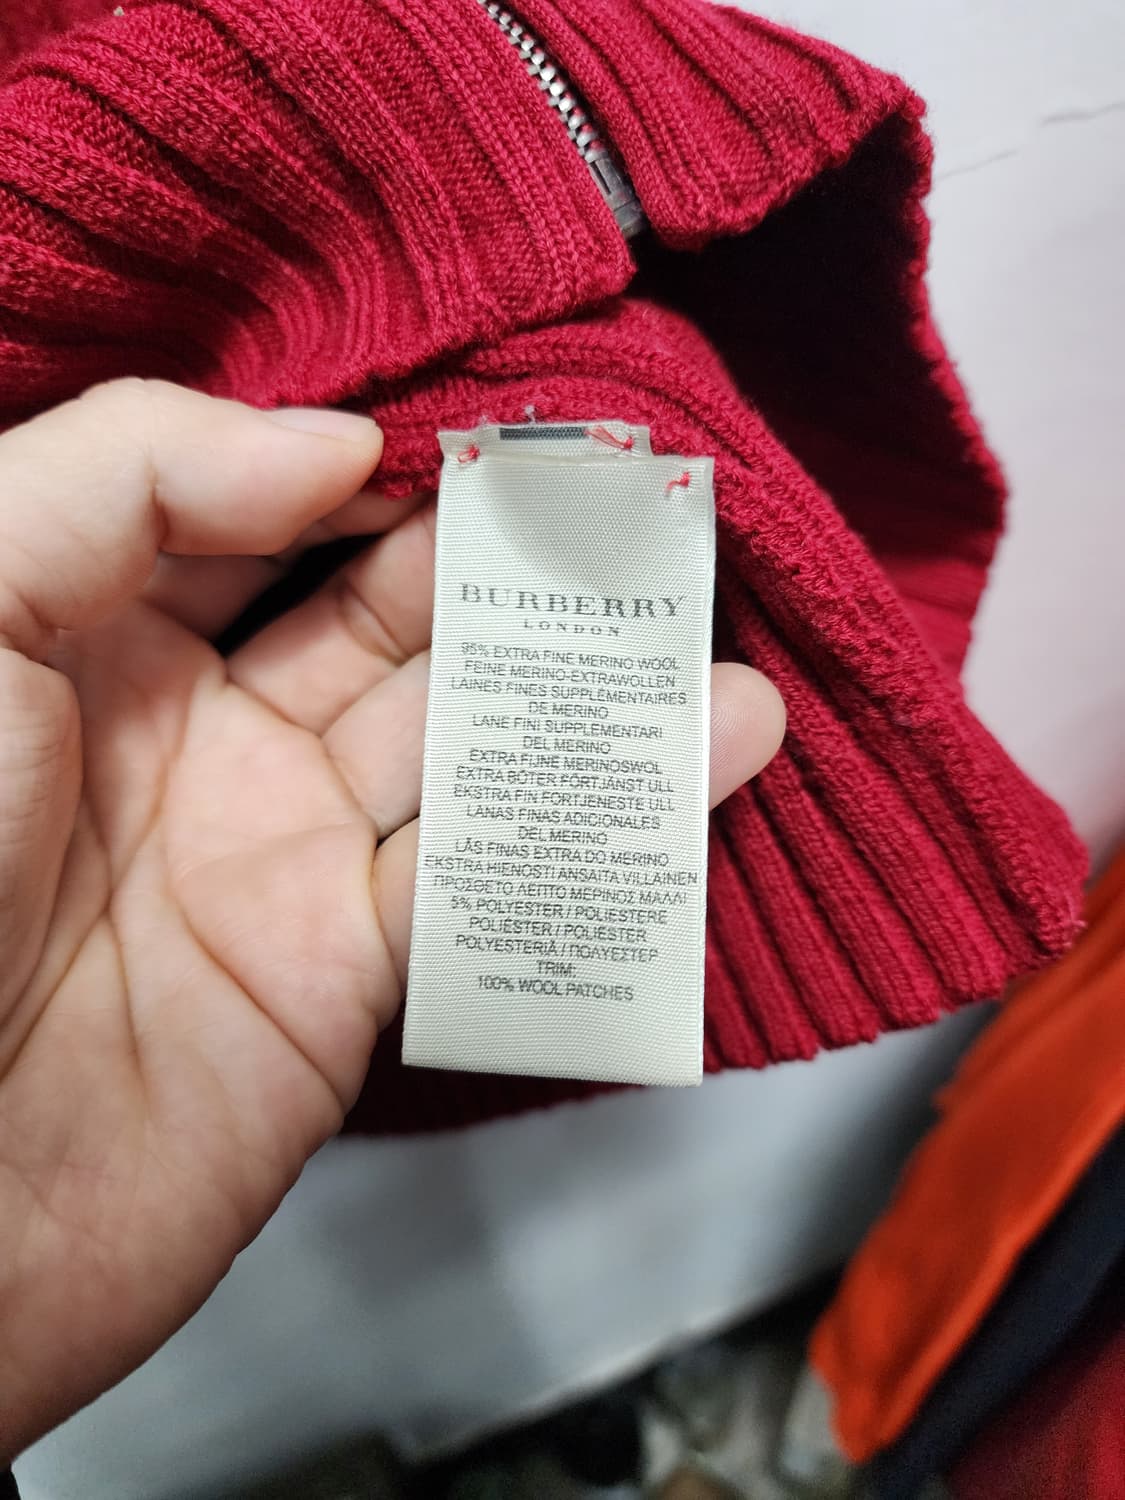 BURBERRY
LONDON
95% EXTRA FINE MERINO WOOL
FEINE MERINO-EXTRAWOLLEN
LAINES FINES SUPPLÉMENTAIRES
DE MERINO
LANE FINI SUPPLEMENTARI
DEL MERINO
EXTRA FIJNE MERINOSWOL
EXTRA BÖTER FÖRTJÄNST ULL
EKSTRA FIN FORTJENESTE ULL
LANAS FINAS ADICIONALES
DEL MERINO
LÃS FINAS EXTRA DO MERINO
EKSTRA HIENOSTI ANSAITA VILLAINEN
ΠΡΟΣΘΕΤΟ ΛΕΠΤΟ ΜΕΡΙΝΟΣ ΜΑΛΛΙ
5% POLYESTER / POLIESTERE
POLIÉSTER / POLIESTER
POLYESTERIÄ / ΠΟΛΥΕΣΤΕΡ
TRIM:
100% WOOL PATCHES